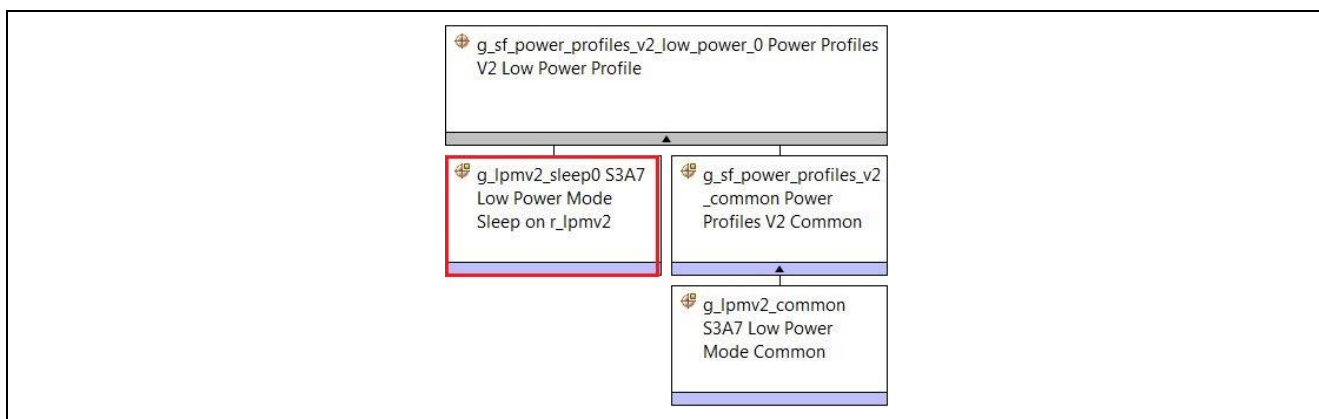 g_sf_power_profiles_v2_low_power_0 Power Profiles
V2 Low Power Profile
g_lpmv2_sleep0 S3A7
Low Power Mode
Sleep on r_lpmv2
g_sf_power_profiles_v2
_common Power
Profiles V2 Common
g_lpmv2_common
S3A7 Low Power
Mode Common